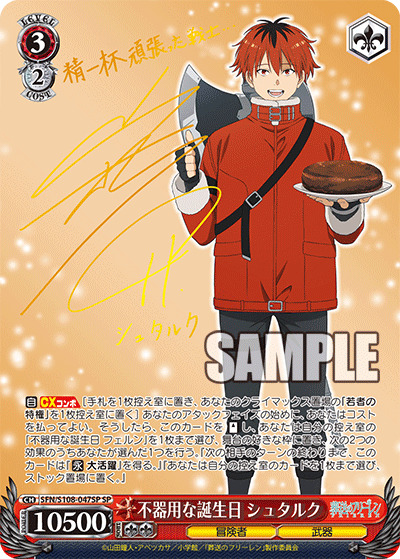 LEVEL
3
2
COST
精一杯頑張った戦士へ
シュタルク
SAMPLE
自 CXコンボ 【手札を1枚控え室に置き、あなたのクライマックス置場の「若者の
特権」を1枚控え室に置く】 あなたのアタックフェイズの始めに、あなたはコスト
を払ってよい。そうしたら、このカードをし、あなたは自分の控え室の
「不器用な誕生日 フェルン」を1枚まで選び、舞台の好きな枠に置き、次の2つの
効果のうちあなたが選んだ1つを行う。『次の相手のターンの終わりまで、この
カードは『永 大活躍』を得る。』『あなたは自分の控え室のキャラを1枚まで選び、
ストック置場に置く。』
CH SFN/S108-047SP SP
©山田鐘人・アベツカサ/小学館/「葬送のフリーレン」製作委員会
10500
不器用な誕生日 シュタルク
葬送のフリーレン
冒険者
武器